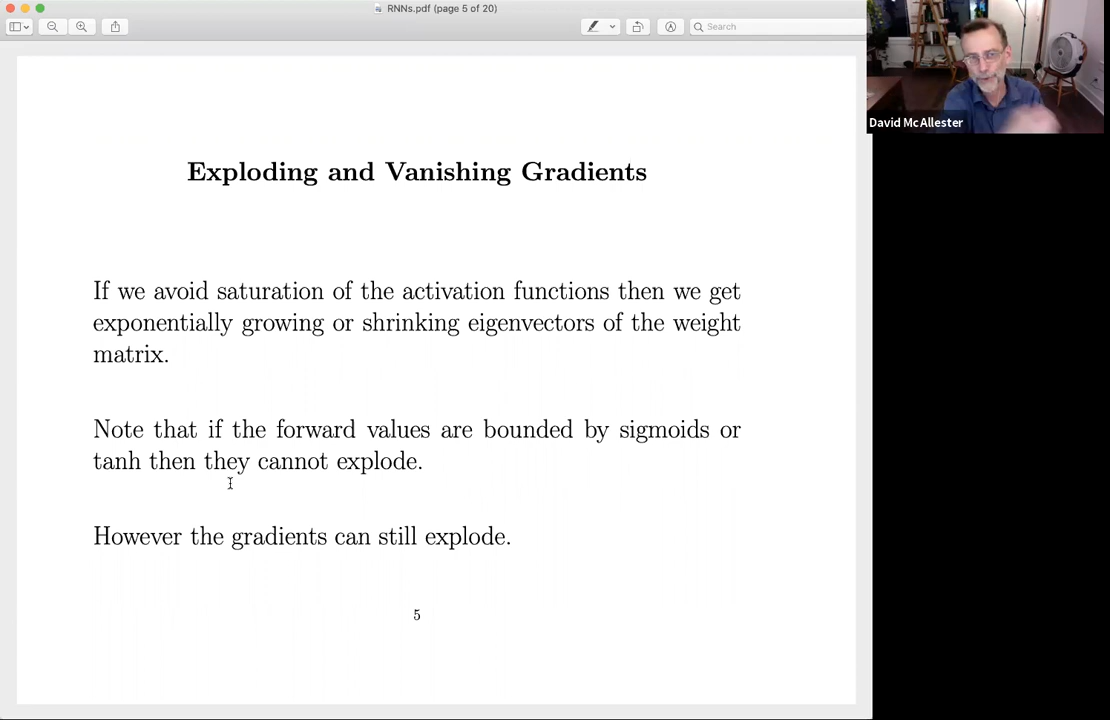 RNNs.pdf (page 5 of 20)
Search
David McAllester
Exploding and Vanishing Gradients
If we avoid saturation of the activation functions then we get
exponentially growing or shrinking eigenvectors of the weight
matrix.
Note that if the forward values are bounded by sigmoids or
tanh then they cannot explode.
However the gradients can still explode.
5